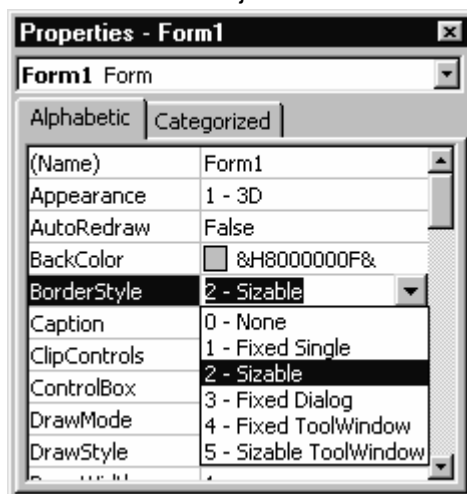 Properties - Form1
Form1 Form
Alphabetic Categorized
(Name) Form1
Appearance 1 - 3D
AutoRedraw False
BackColor &H8000000F&
BorderStyle 2 - Sizable
Caption 0 - None
1 - Fixed Single
ClipControls 2 - Sizable
ControlBox 3 - Fixed Dialog
DrawMode 4 - Fixed ToolWindow
DrawStyle 5 - Sizable ToolWindow